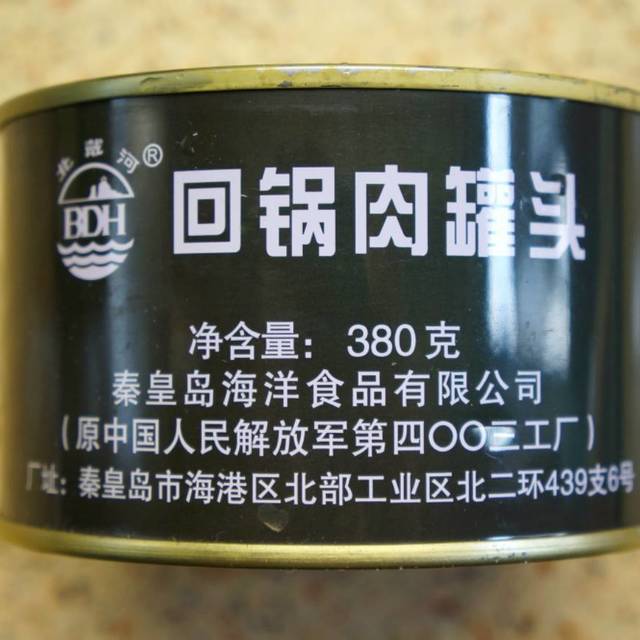 北戴河®
BDH
回锅肉罐头
净含量：380克
秦皇岛海洋食品有限公司
（原中国人民解放军第四〇〇三工厂）
厂址：秦皇岛市海港区北部工业区北二环439支6号